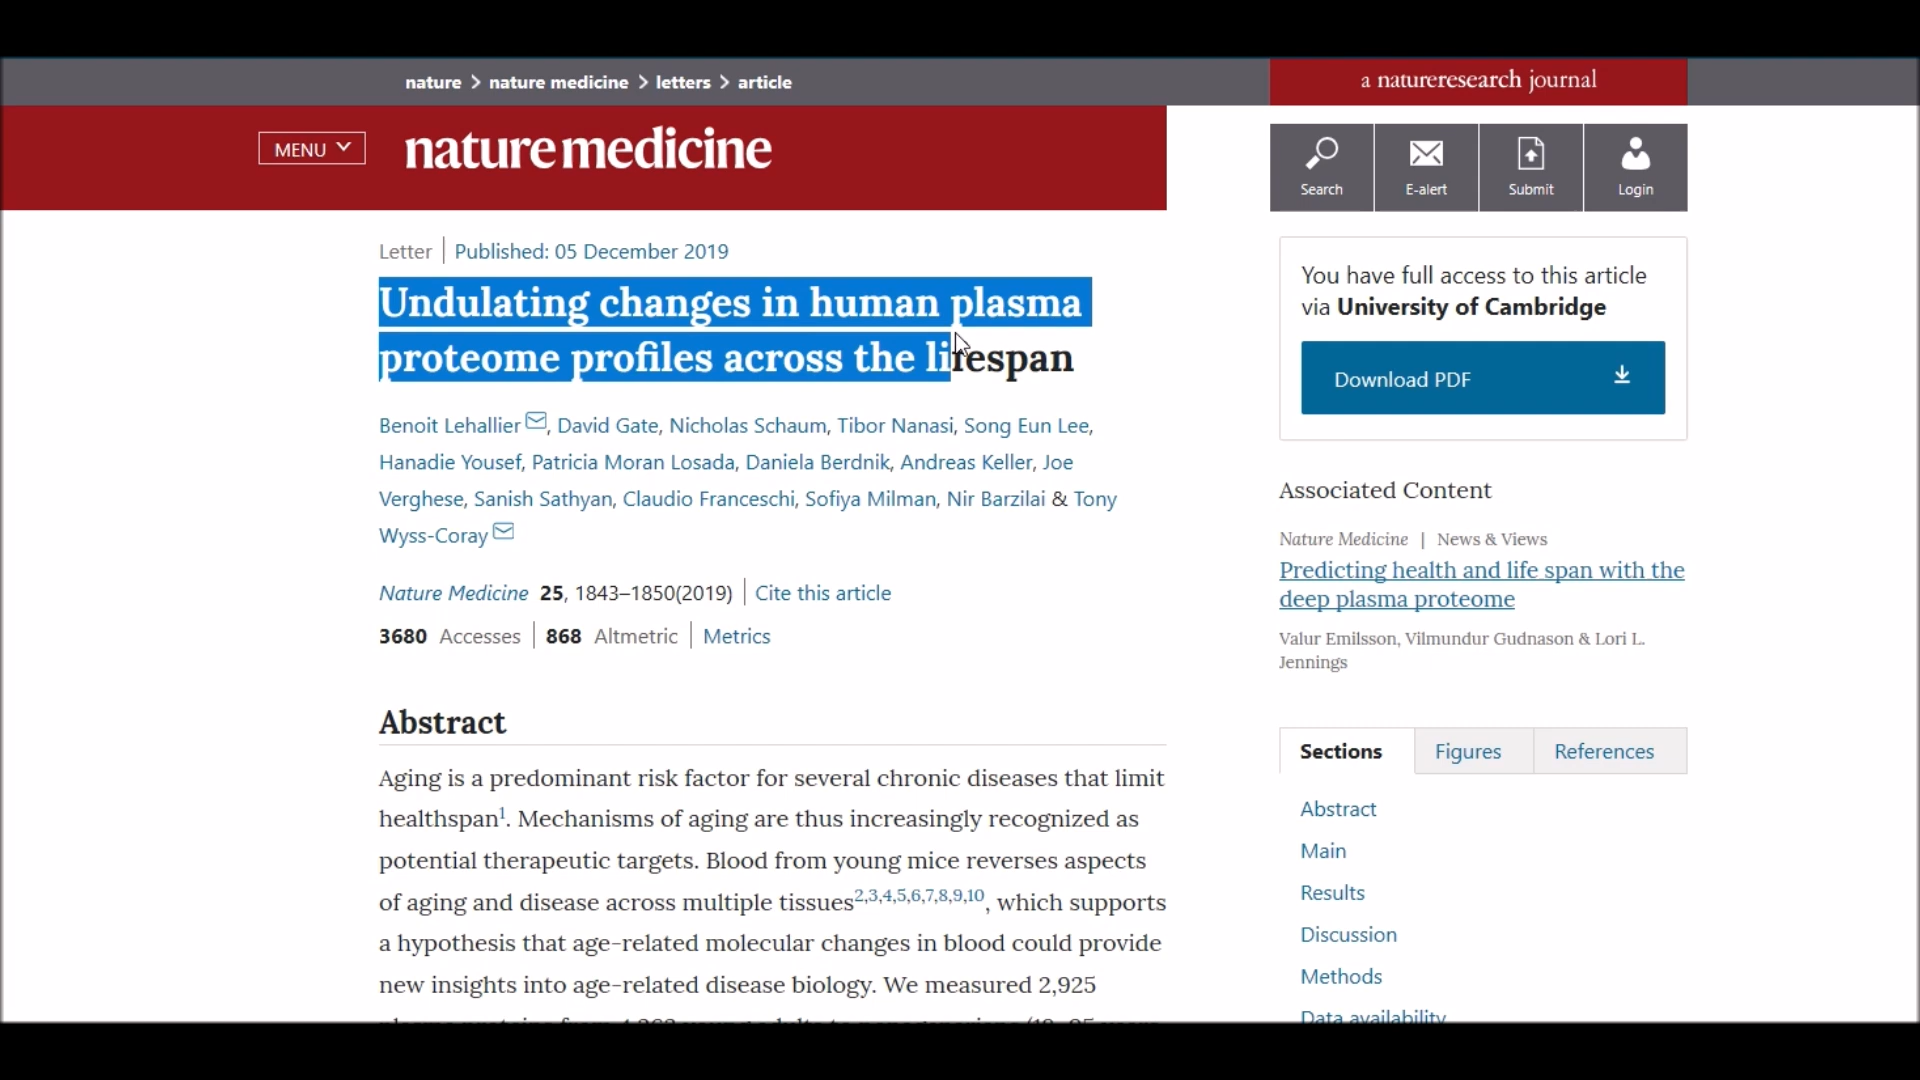 nature > nature medicine > letters > article
a natureresearch journal
MENU
nature medicine
Search
E-alert
Submit
Login
Letter | Published: 05 December 2019
Undulating changes in human plasma
proteome profiles across the lifespan
Benoit Lehallier, David Gate, Nicholas Schaum, Tibor Nanasi, Song Eun Lee,
Hanadie Yousef, Patricia Moran Losada, Daniela Berdnik, Andreas Keller, Joe
Verghese, Sanish Sathyan, Claudio Franceschi, Sofiya Milman, Nir Barzilai & Tony
Wyss-Coray
Nature Medicine 25, 1843–1850(2019) | Cite this article
3680 Accesses | 868 Altmetric | Metrics
Abstract
Aging is a predominant risk factor for several chronic diseases that limit
healthspan1. Mechanisms of aging are thus increasingly recognized as
potential therapeutic targets. Blood from young mice reverses aspects
of aging and disease across multiple tissues2,3,4,5,6,7,8,9,10, which supports
a hypothesis that age-related molecular changes in blood could provide
new insights into age-related disease biology. We measured 2,925
You have full access to this article
via University of Cambridge
Download PDF
Associated Content
Nature Medicine | News & Views
Predicting health and life span with the
deep plasma proteome
Valur Emilsson, Vilmundur Gudnason & Lori L.
Jennings
Sections
Figures
References
Abstract
Main
Results
Discussion
Methods
Data availability